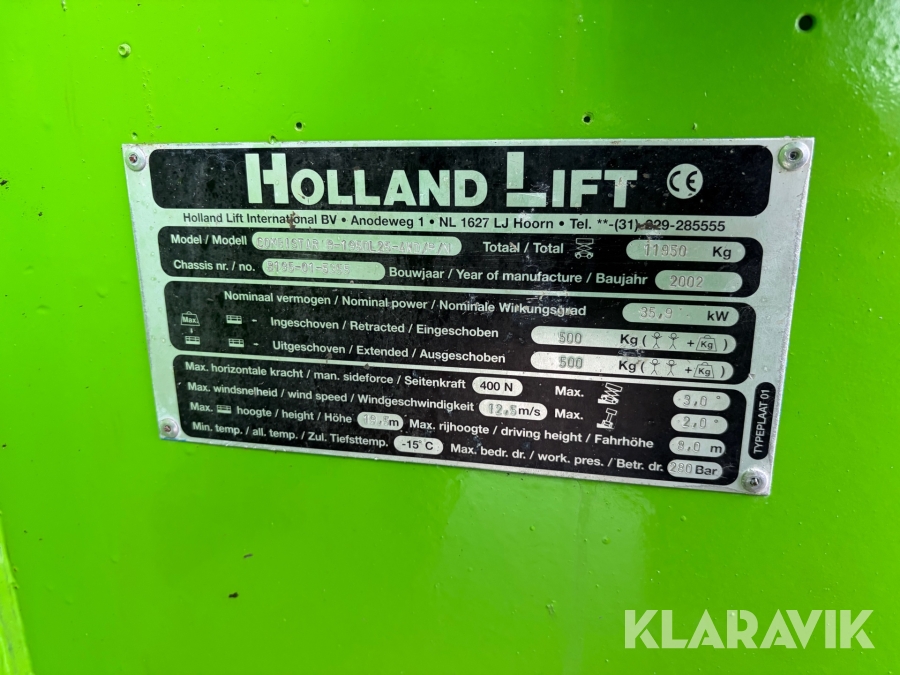 HOLLAND LIFT CE
Holland Lift International BV • Anodeweg 1 • NL 1627 LJ Hoorn • Tel. **-(31)-229-285555
Model / Modell Totaal / Total 11950 Kg
Chassis nr. / no. Bouwjaar / Year of manufacture / Baujahr 2002
Nominaal vermogen / Nominal power / Nominale Wirkungsgrad 35,9 kW
Max. - Ingeschoven / Retracted / Eingeschoben 500 Kg ( + Kg )
- Uitgeschoven / Extended / Ausgeschoben 500 Kg ( + Kg )
Max. horizontale kracht / man. sideforce / Seitenkraft 400 N Max. 3,0 °
Max. windsnelheid / wind speed / Windgeschwindigkeit 12,5 m/s Max. 2,0 °
Max. hoogte / height / Höhe m Max. rijhoogte / driving height / Fahrhöhe 8,0 m
Min. temp. / all. temp. / Zul. Tiefsttemp. -15°C Max. bedr. dr. / work. pres. / Betr. dr. 280 Bar
TYPEPLAAT 01
KLARAVIK